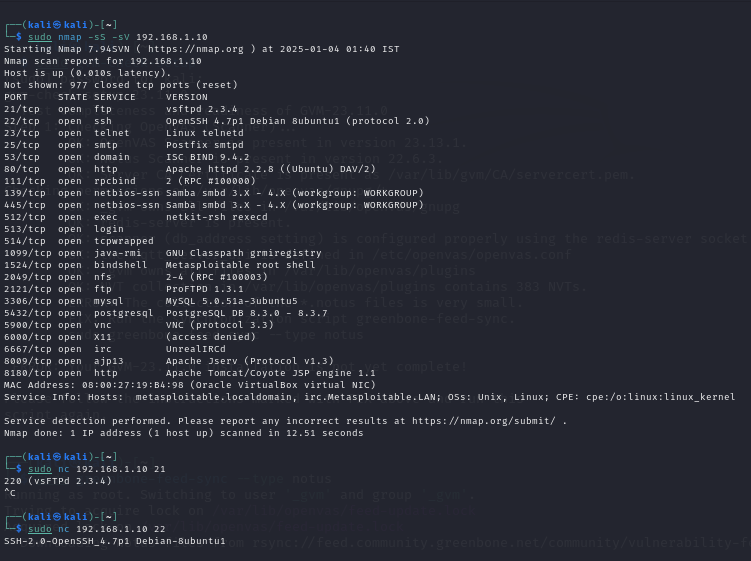 ┌──(kali㉿kali)-[~]
└─$ sudo nmap -sS -sV 192.168.1.10
Starting Nmap 7.94SVN ( https://nmap.org ) at 2025-01-04 01:40 IST
Nmap scan report for 192.168.1.10
Host is up (0.010s latency).
Not shown: 977 closed tcp ports (reset)
PORT     STATE SERVICE     VERSION
21/tcp   open  ftp         vsftpd 2.3.4
22/tcp   open  ssh         OpenSSH 4.7p1 Debian 8ubuntu1 (protocol 2.0)
23/tcp   open  telnet      Linux telnetd
25/tcp   open  smtp        Postfix smtpd
53/tcp   open  domain      ISC BIND 9.4.2
80/tcp   open  http        Apache httpd 2.2.8 ((Ubuntu) DAV/2)
111/tcp  open  rpcbind     2 (RPC #100000)
139/tcp  open  netbios-ssn Samba smbd 3.X - 4.X (workgroup: WORKGROUP)
445/tcp  open  netbios-ssn Samba smbd 3.X - 4.X (workgroup: WORKGROUP)
512/tcp  open  exec        netkit-rsh rexecd
513/tcp  open  login
514/tcp  open  tcpwrapped
1099/tcp open  java-rmi    GNU Classpath grmiregistry
1524/tcp open  bindshell   Metasploitable root shell
2049/tcp open  nfs         2-4 (RPC #100003)
2121/tcp open  ftp         ProFTPD 1.3.1
3306/tcp open  mysql       MySQL 5.0.51a-3ubuntu5
5432/tcp open  postgresql  PostgreSQL DB 8.3.0 - 8.3.7
5900/tcp open  vnc         VNC (protocol 3.3)
6000/tcp open  X11         (access denied)
6667/tcp open  irc         UnrealIRCd
8009/tcp open  ajp13       Apache Jserv (Protocol v1.3)
8180/tcp open  http        Apache Tomcat/Coyote JSP engine 1.1
MAC Address: 08:00:27:19:B4:98 (Oracle VirtualBox virtual NIC)
Service Info: Hosts:  metasploitable.localdomain, irc.Metasploitable.LAN; OSs: Unix, Linux; CPE: cpe:/o:linux:linux_kernel
Service detection performed. Please report any incorrect results at https://nmap.org/submit/ .
Nmap done: 1 IP address (1 host up) scanned in 12.51 seconds
┌──(kali㉿kali)-[~]
└─$ sudo nc 192.168.1.10 21
220 (vsFTPd 2.3.4)
^C
┌──(kali㉿kali)-[~]
└─$ sudo nc 192.168.1.10 22
SSH-2.0-OpenSSH_4.7p1 Debian-8ubuntu1